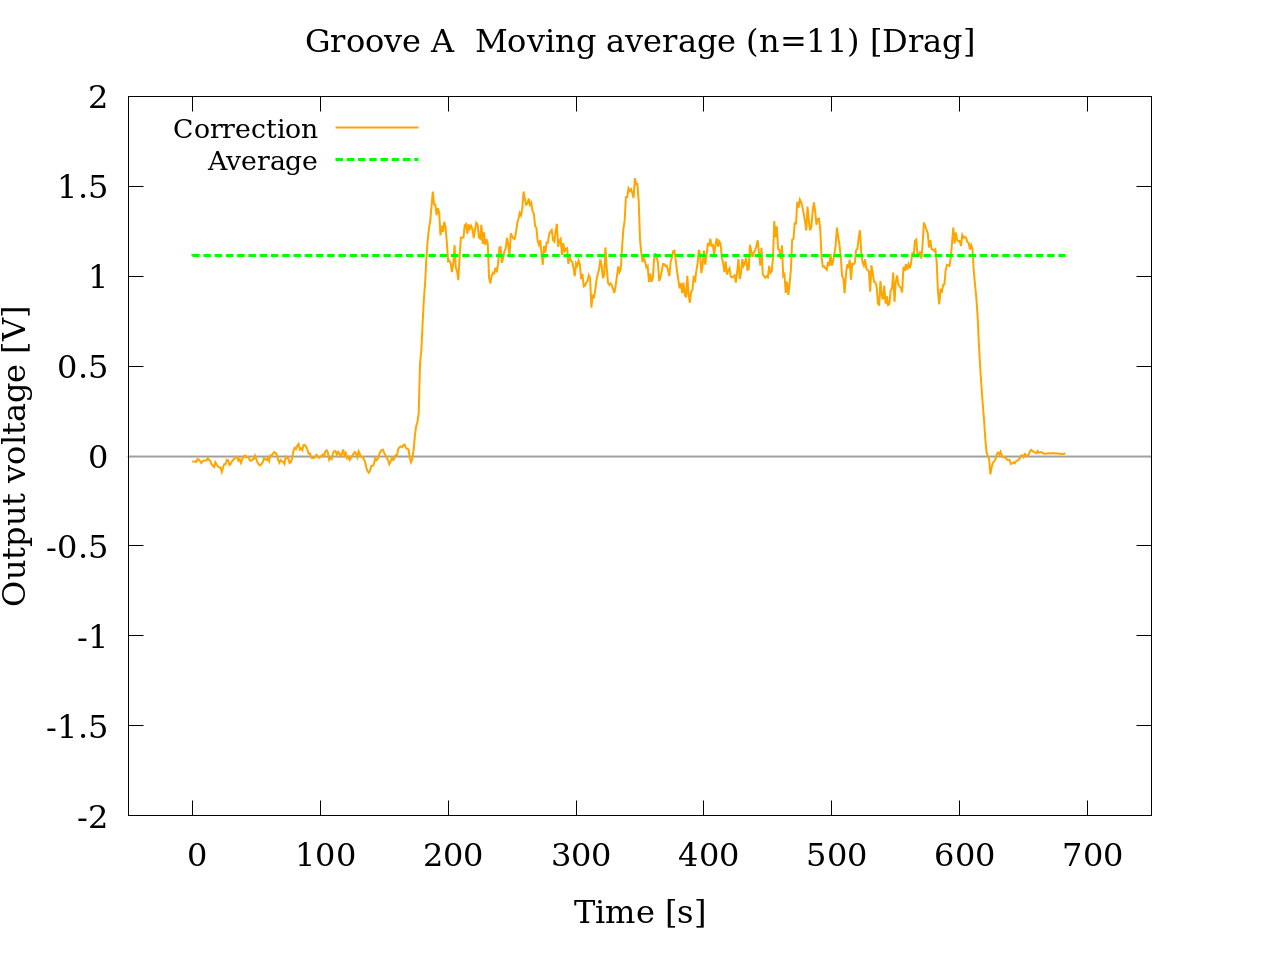 Groove A  Moving average (n=11) [Drag]
Correction
Average
2
1.5
1
0.5
0
-0.5
-1
-1.5
-2
Output voltage [V]
0 100 200 300 400 500 600 700
Time [s]